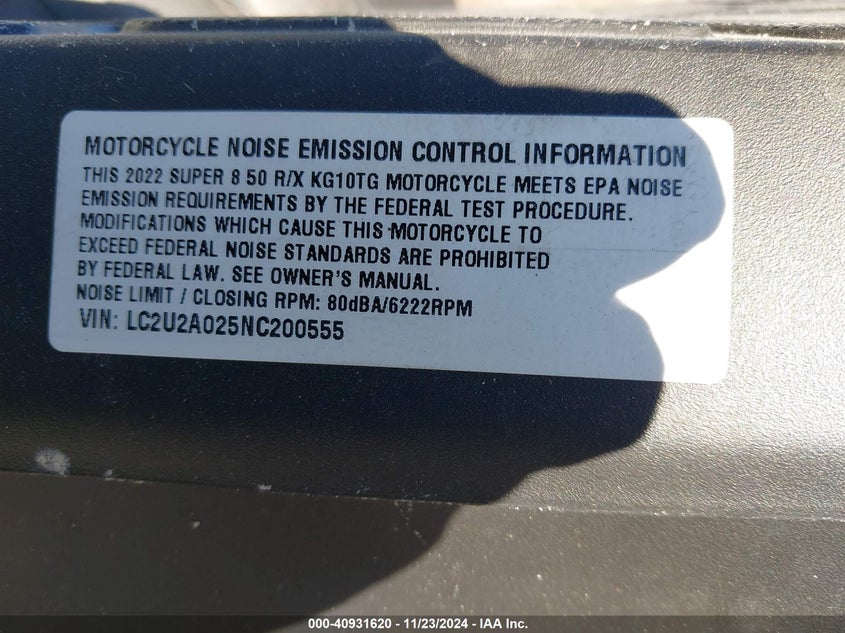 MOTORCYCLE NOISE EMISSION CONTROL INFORMATION
THIS 2022 SUPER 8 50 R/X KG10TG MOTORCYCLE MEETS EPA NOISE
EMISSION REQUIREMENTS BY THE FEDERAL TEST PROCEDURE.
MODIFICATIONS WHICH CAUSE THIS MOTORCYCLE TO
EXCEED FEDERAL NOISE STANDARDS ARE PROHIBITED
BY FEDERAL LAW. SEE OWNER'S MANUAL.
NOISE LIMIT / CLOSING RPM: 80dBA/6222RPM
VIN: LC2U2A025NC200555
000-40931620 - 11/23/2024 - IAA Inc.